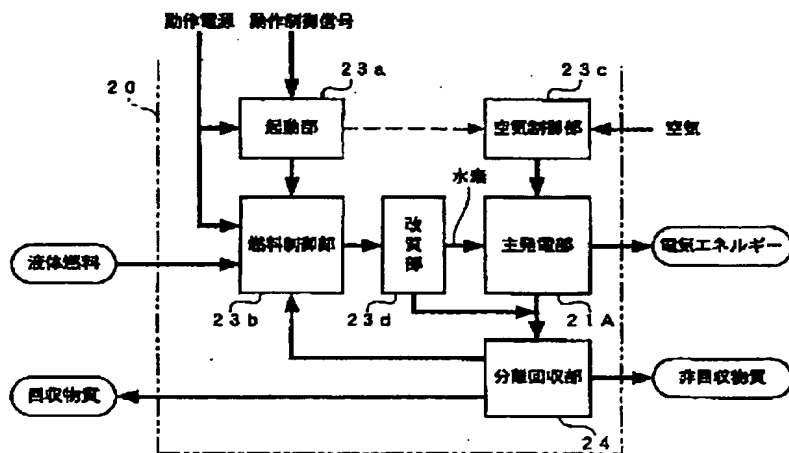 動作電源 動作制御信号
20
23a
23c
起動部
空気制御部
空気
水素
液体燃料
燃料制御部
改質部
主発電部
電気エネルギー
23b
23d
21A
回収物質
分離回収部
非回収物質
24